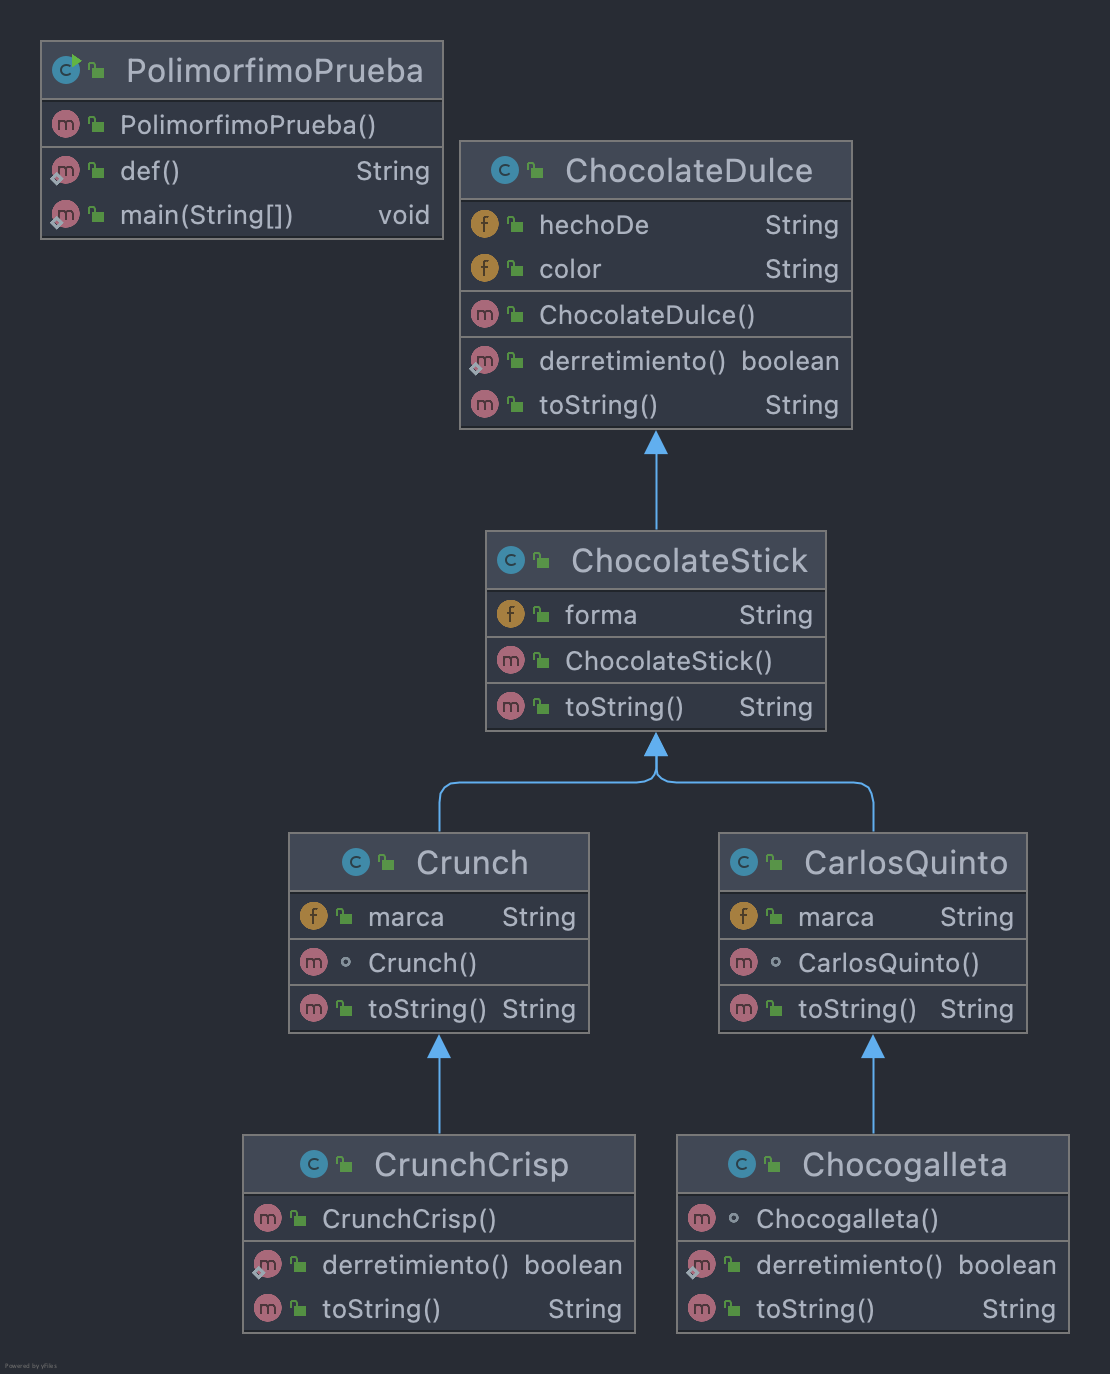 PolimorfimoPrueba
PolimorfimoPrueba()
def() String
main(String[]) void
ChocolateDulce
hechoDe String
color String
ChocolateDulce()
derretimiento() boolean
toString() String
ChocolateStick
forma String
ChocolateStick()
toString() String
Crunch
marca String
Crunch()
toString() String
CarlosQuinto
marca String
CarlosQuinto()
toString() String
CrunchCrisp
CrunchCrisp()
derretimiento() boolean
toString() String
Chocogalleta
Chocogalleta()
derretimiento() boolean
toString() String
Powered by yFiles